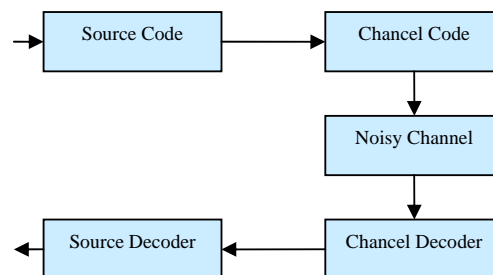 Source Code
Chancel Code
Noisy Channel
Source Decoder
Chancel Decoder